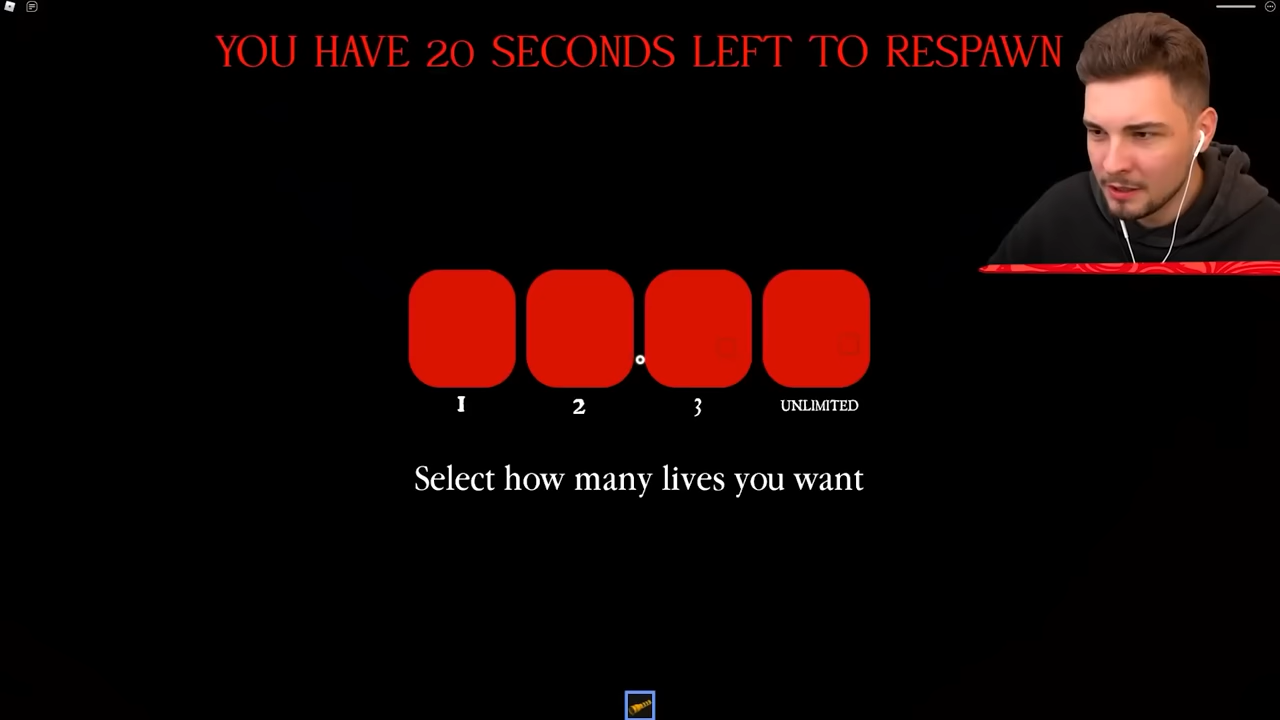 YOU HAVE 20 SECONDS LEFT TO RESPAWN
1 2 3 UNLIMITED
Select how many lives you want